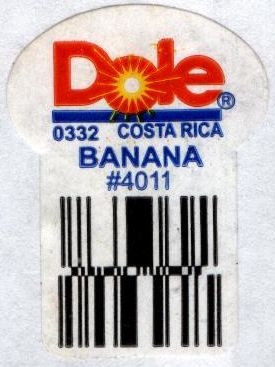 Dole®
0332 COSTA RICA
BANANA
#4011